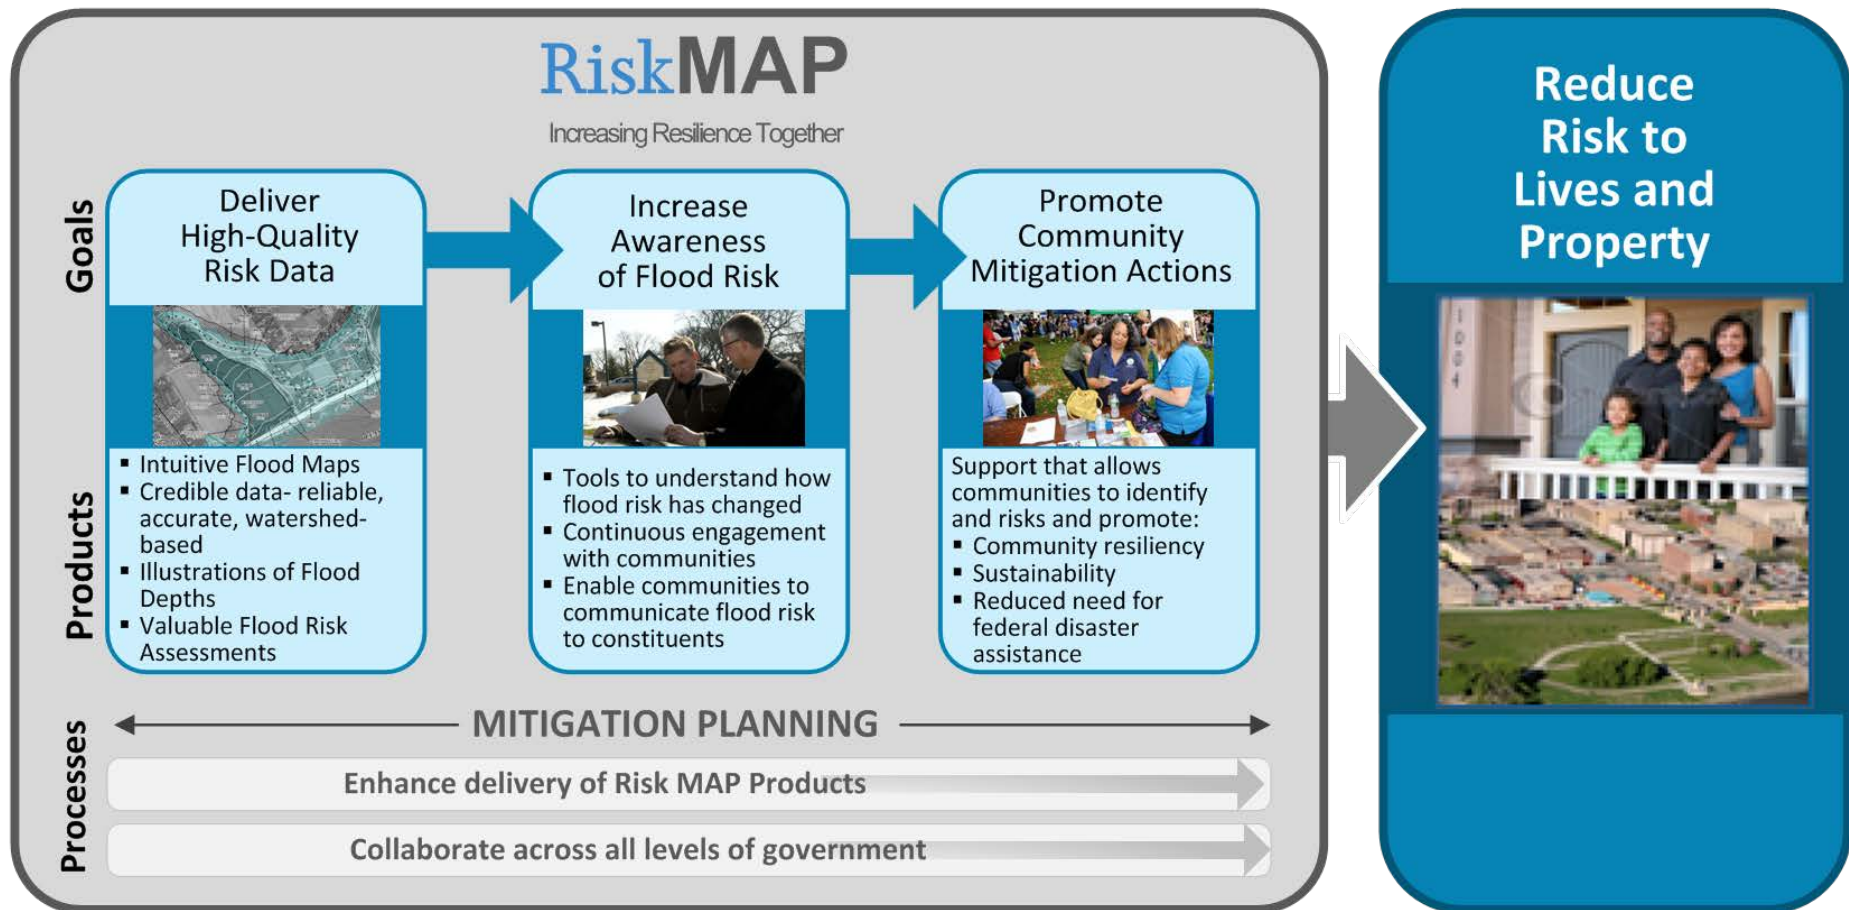 RiskMAP
Increasing Resilience Together
Goals
Deliver
High-Quality
Risk Data
Increase
Awareness
of Flood Risk
Promote
Community
Mitigation Actions
Products
▪ Intuitive Flood Maps
▪ Credible data- reliable,
accurate, watershed-
based
▪ Illustrations of Flood
Depths
▪ Valuable Flood Risk
Assessments
▪ Tools to understand how
flood risk has changed
▪ Continuous engagement
with communities
▪ Enable communities to
communicate flood risk
to constituents
Support that allows
communities to identify
and risks and promote:
▪ Community resiliency
▪ Sustainability
▪ Reduced need for
federal disaster
assistance
Processes
MITIGATION PLANNING
Enhance delivery of Risk MAP Products
Collaborate across all levels of government
Reduce
Risk to
Lives and
Property
1004